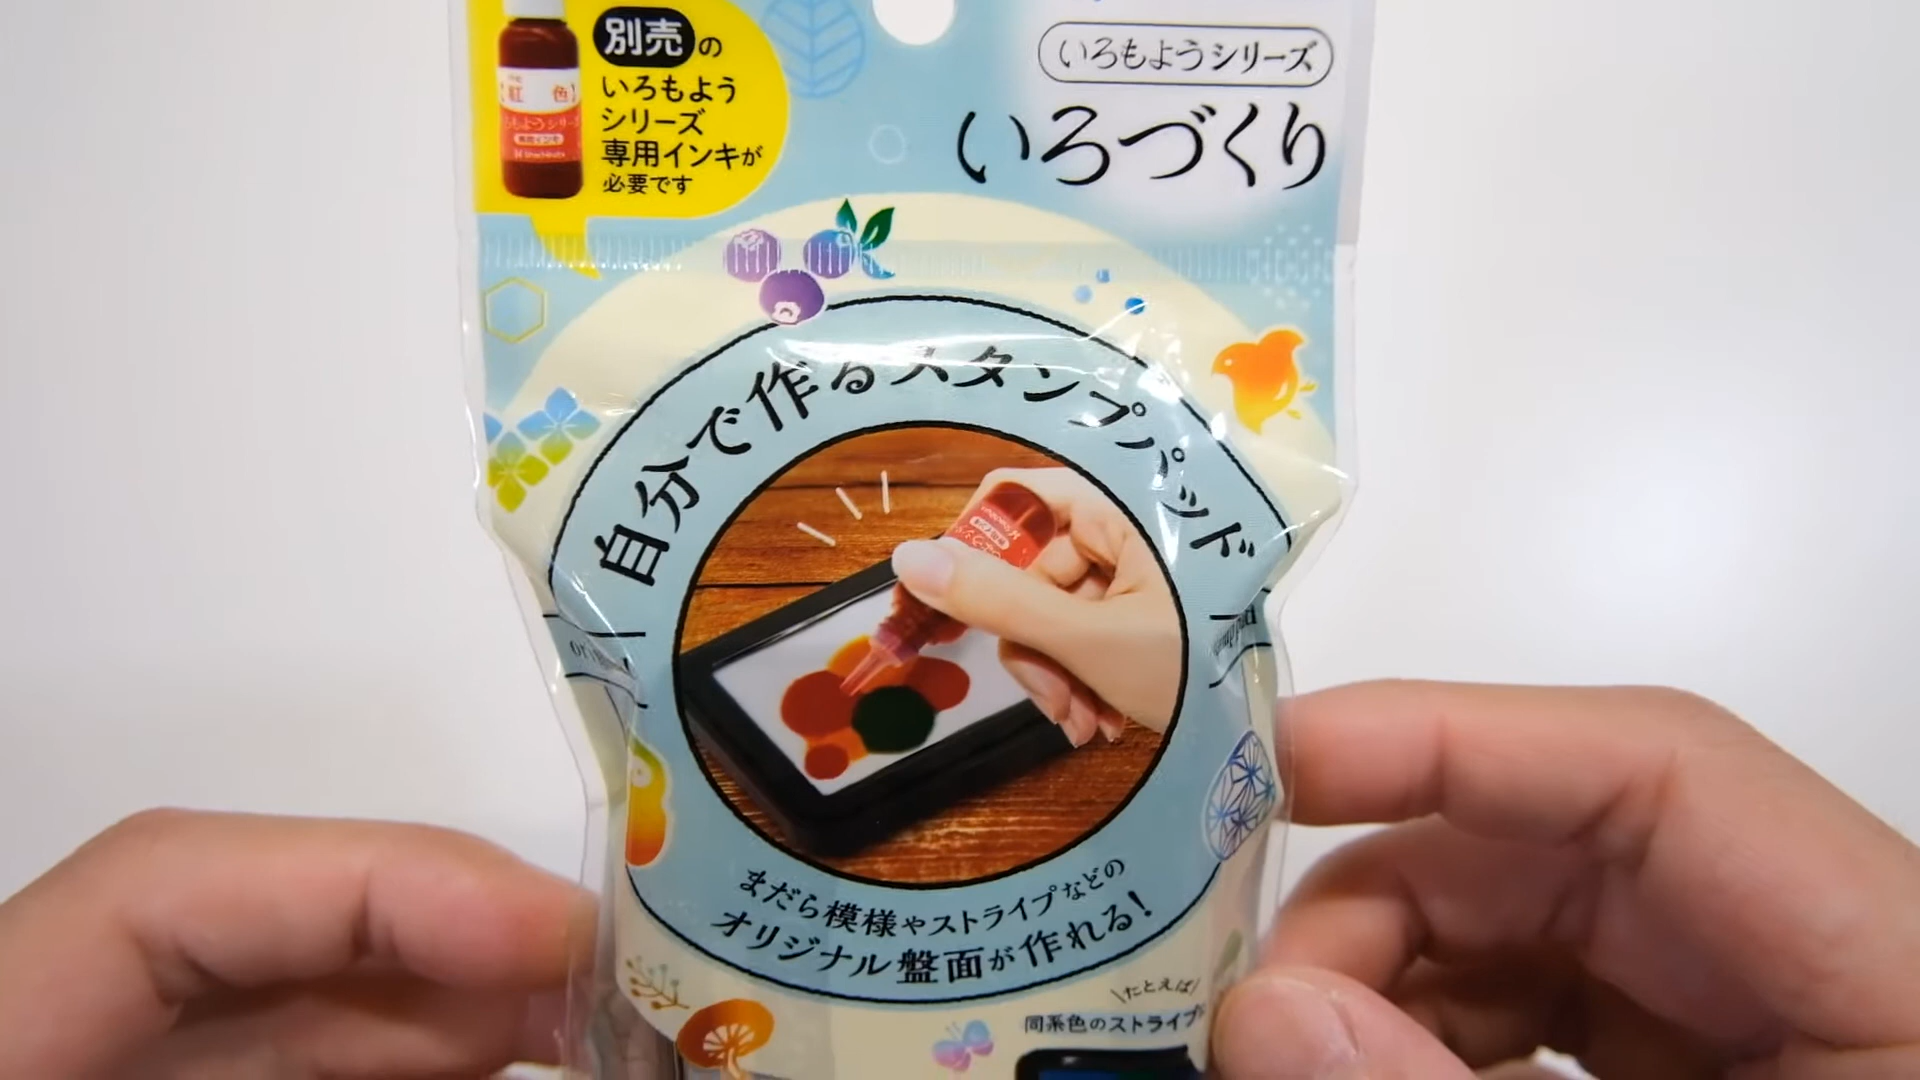 別売の
いろもよう
シリーズ
専用インキが
必要です
紅 色
いろもようシリーズ
いろづくり
自分で作るスタンプパッド
まだら模様やストライプなどの
オリジナル盤面が作れる!
たとえば
同系色のストライプ